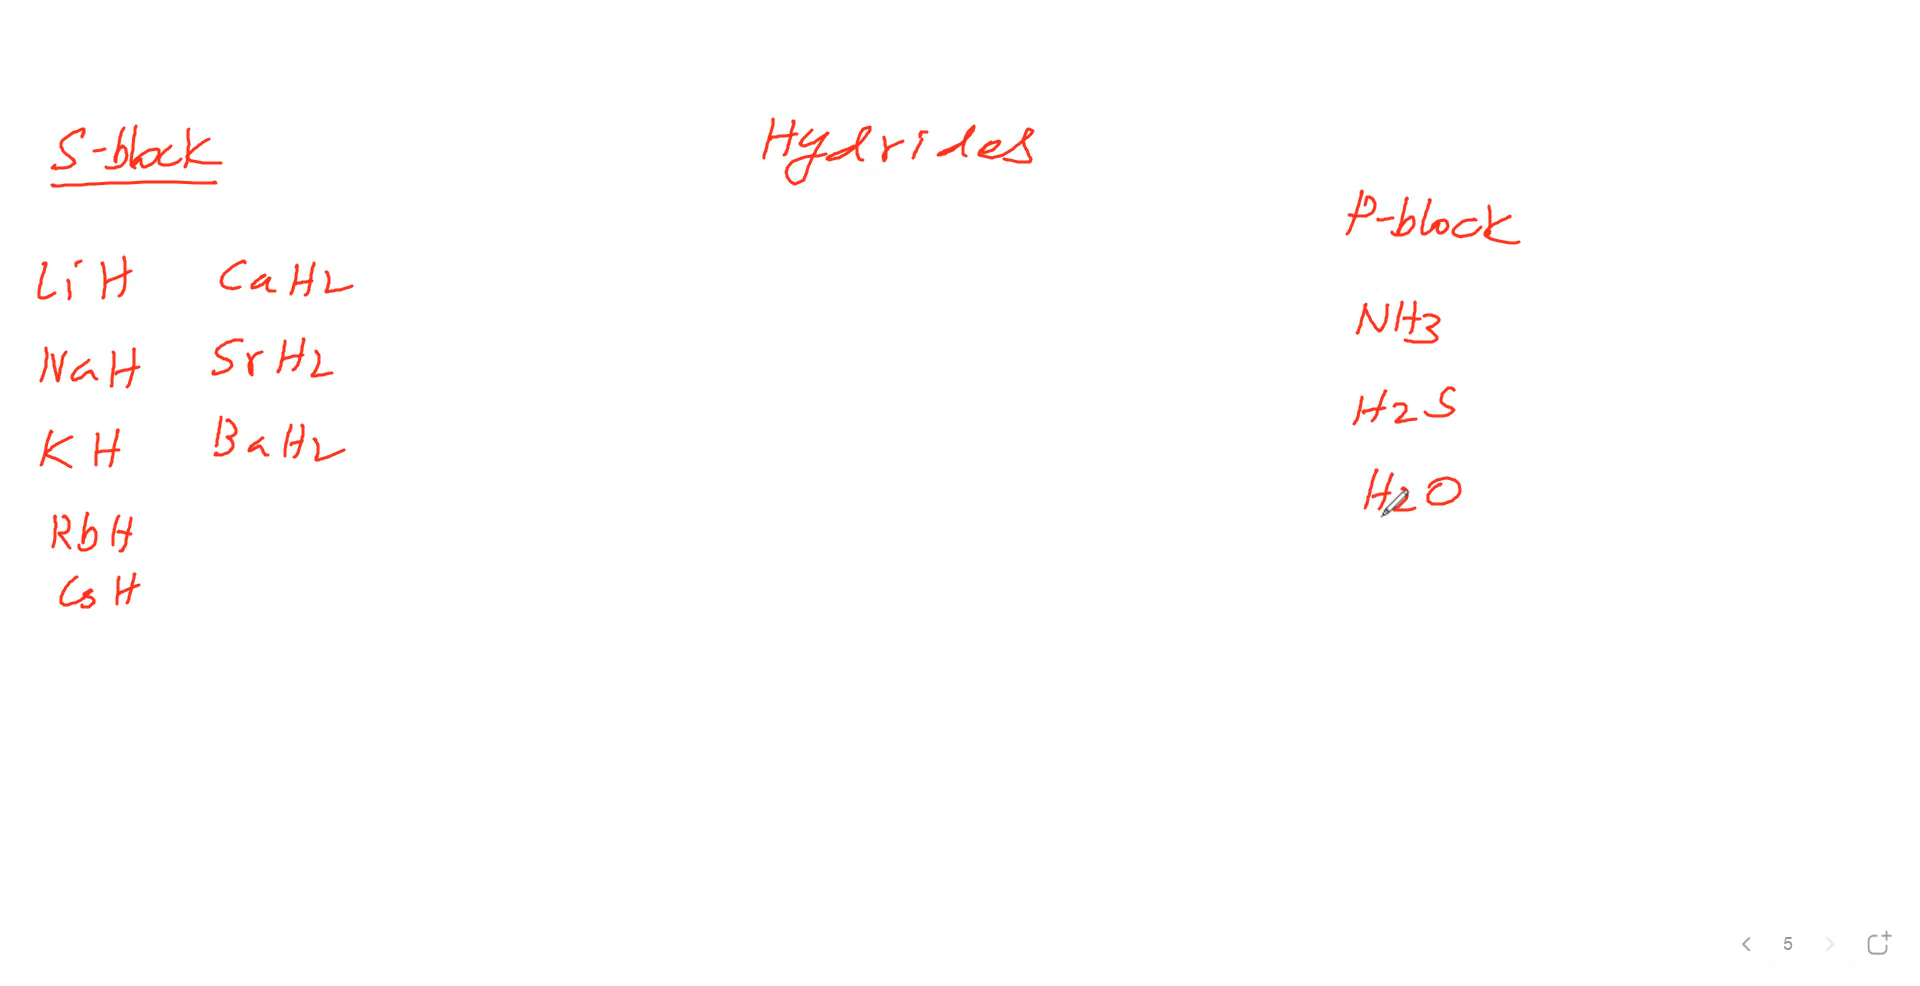 Hydrides
S-block
LiH CaH2
NaH SrH2
KH BaH2
RbH
CsH
P-block
NH3
H2S
H2O
5